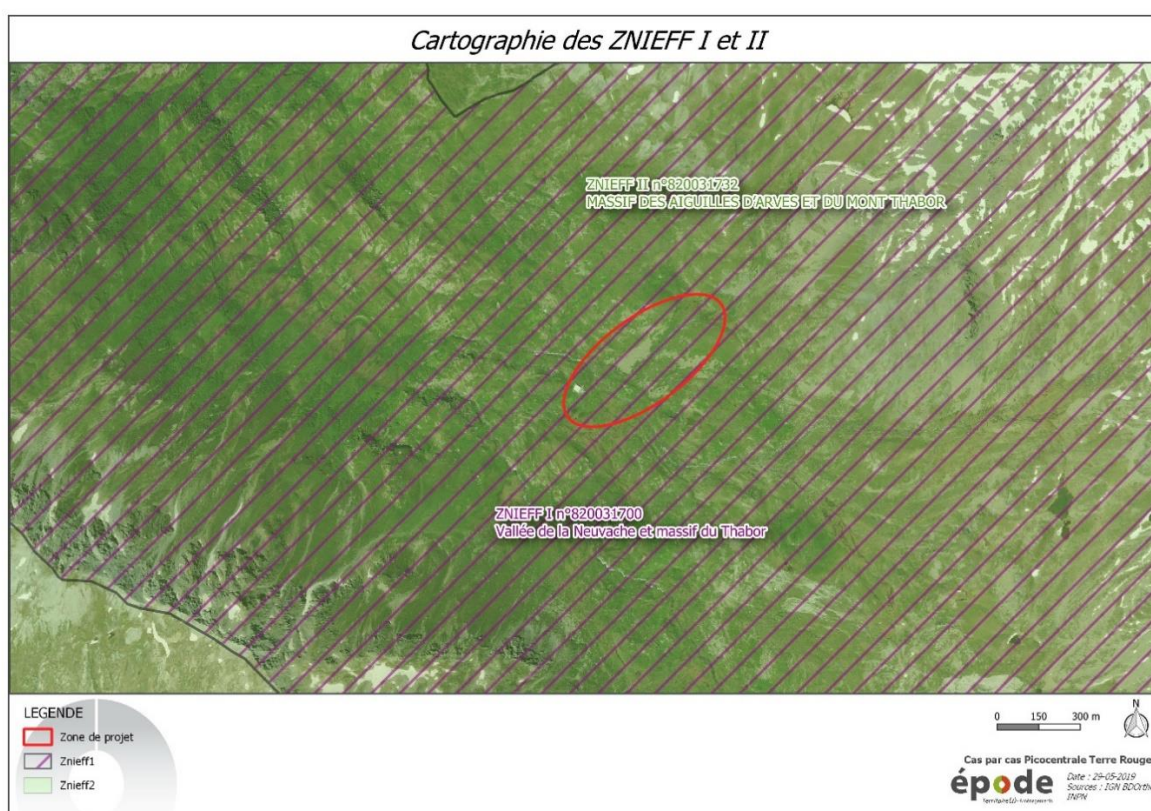 Cartographie des ZNIEFF I et II
ZNIEFF II n°820031732
MASSIF DES AIGUILLES D'ARVES ET DU MONT THABOR
ZNIEFF I n°820031700
Vallée de la Neuvache et massif du Thabor
LEGENDE
Zone de projet
Znieff1
Znieff2
0 150 300 m
N
Cas par cas Picocentrale Terre Rouge
épode
Date : 29-05-2019
Sources : IGN BDOrtho
INPN